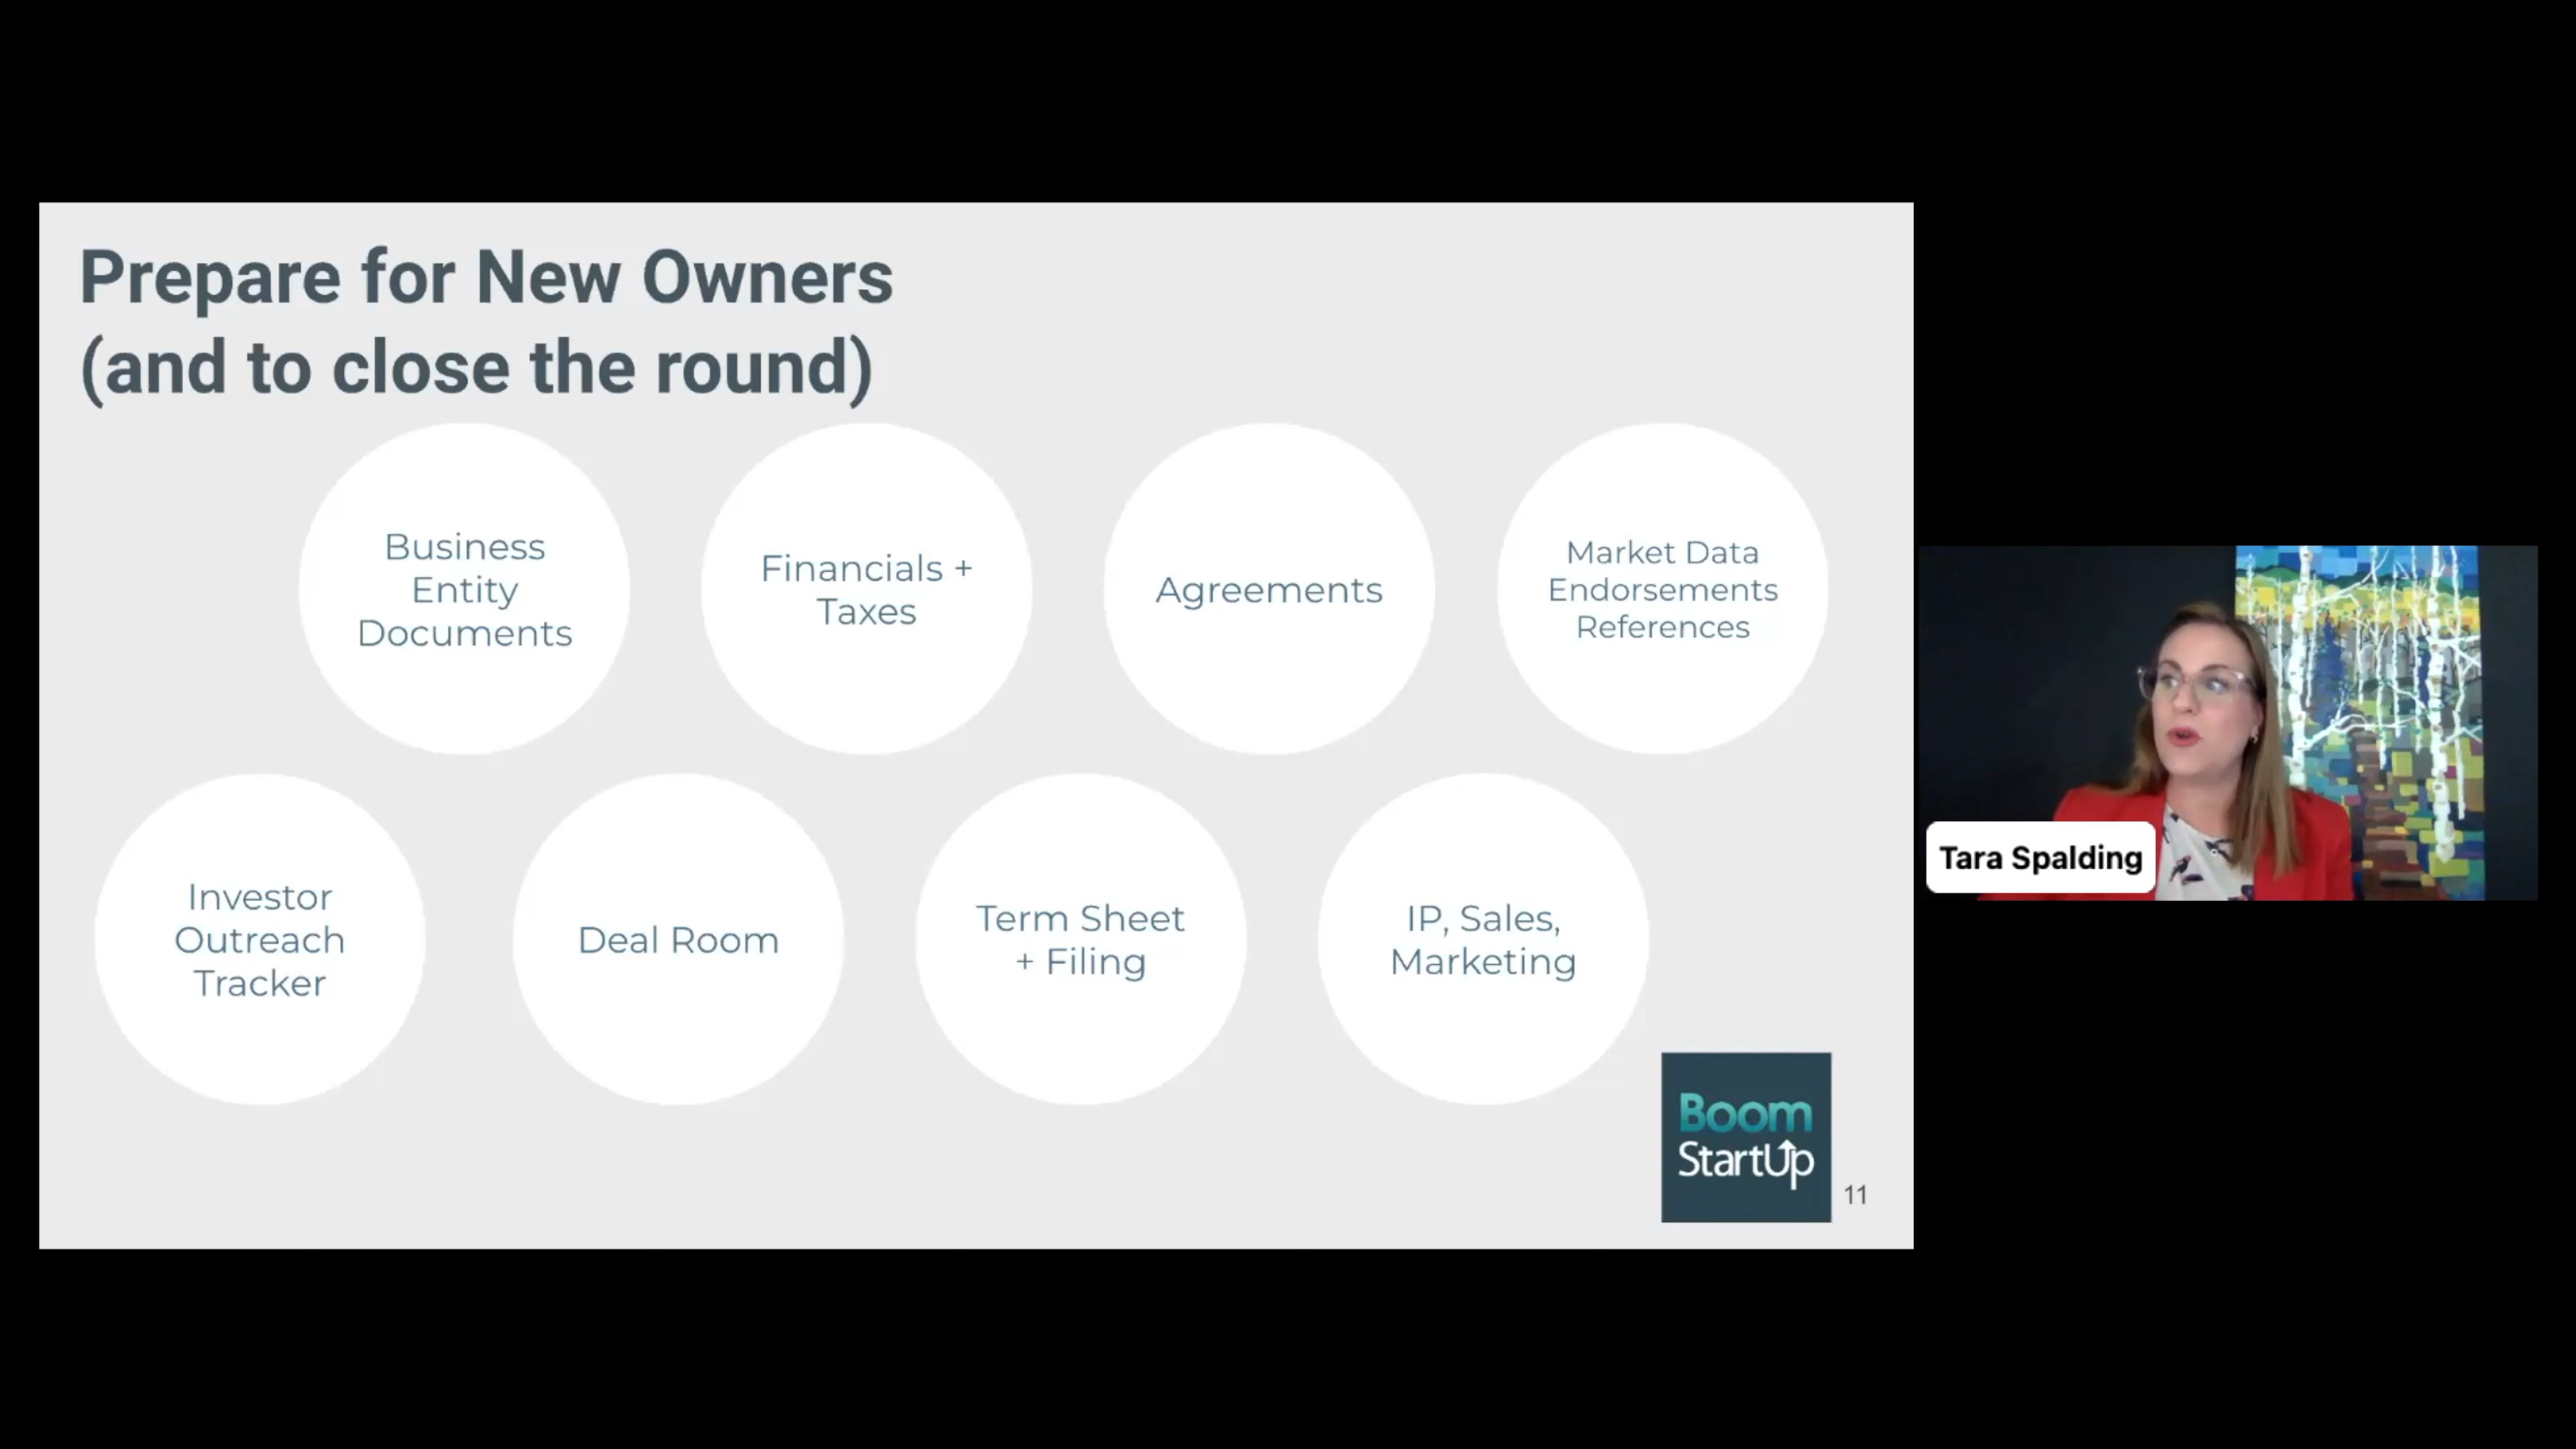 Prepare for New Owners
(and to close the round)
Business
Entity
Documents
Financials +
Taxes
Agreements
Market Data
Endorsements
References
Investor
Outreach
Tracker
Deal Room
Term Sheet
+ Filing
IP, Sales,
Marketing
Boom
StartUp
11
Tara Spalding